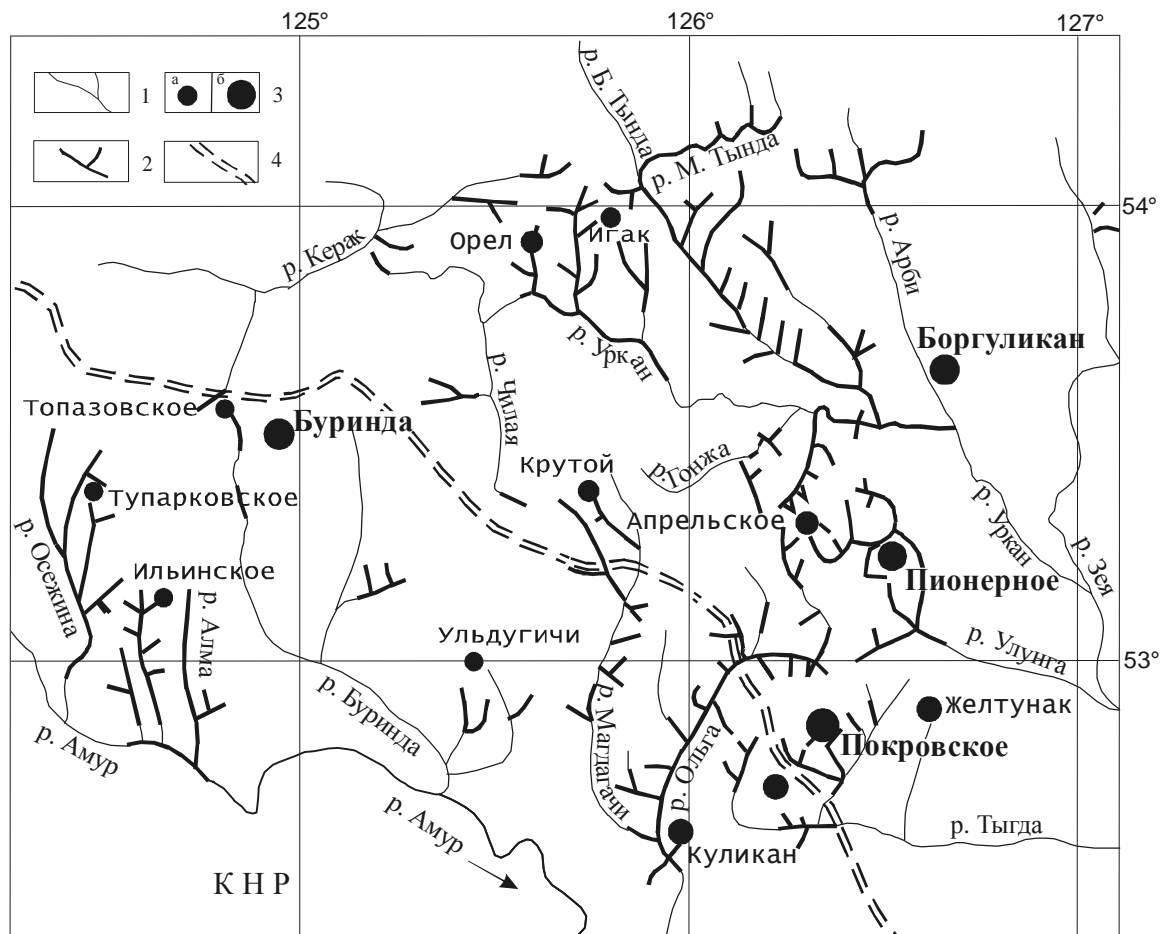 125°
126°
127°
а
б
1
3
2
4
р. Б. Тында
р. М. Тында
54°
Орел
Игак
р. Керак
р. Арби
р. Уркан
Боргуликан
р. Чилая
Топазовское
Буринда
Крутой
р. Гонжа
Тупарковское
Апрельское
р. Уркан
р. Зея
р. Осежина
Ильинское
Пионерное
р. Алма
Ульдугичи
р. Улунга
53°
р. Буринда
р. Магдагачи
р. Ольга
Желтунак
Покровское
р. Амур
р. Амур
р. Тыгда
Куликан
КНР